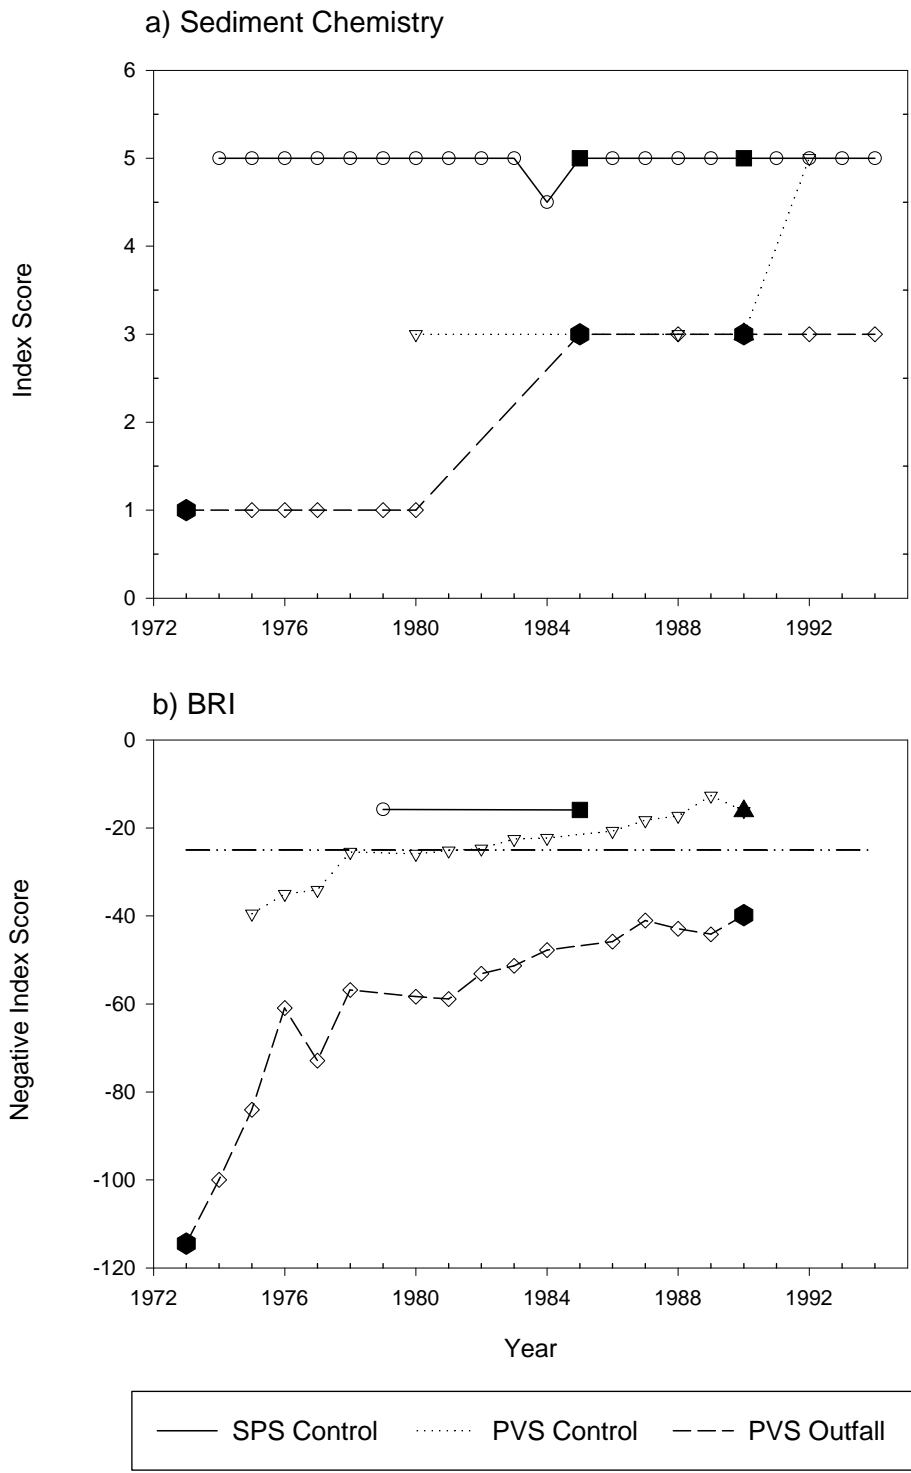 a) Sediment Chemistry
6
5
4
3
2
1
0
Index Score
1972 1976 1980 1984 1988 1992
b) BRI
0
-20
-40
-60
-80
-100
-120
Negative Index Score
1972 1976 1980 1984 1988 1992
Year
SPS Control PVS Control PVS Outfall